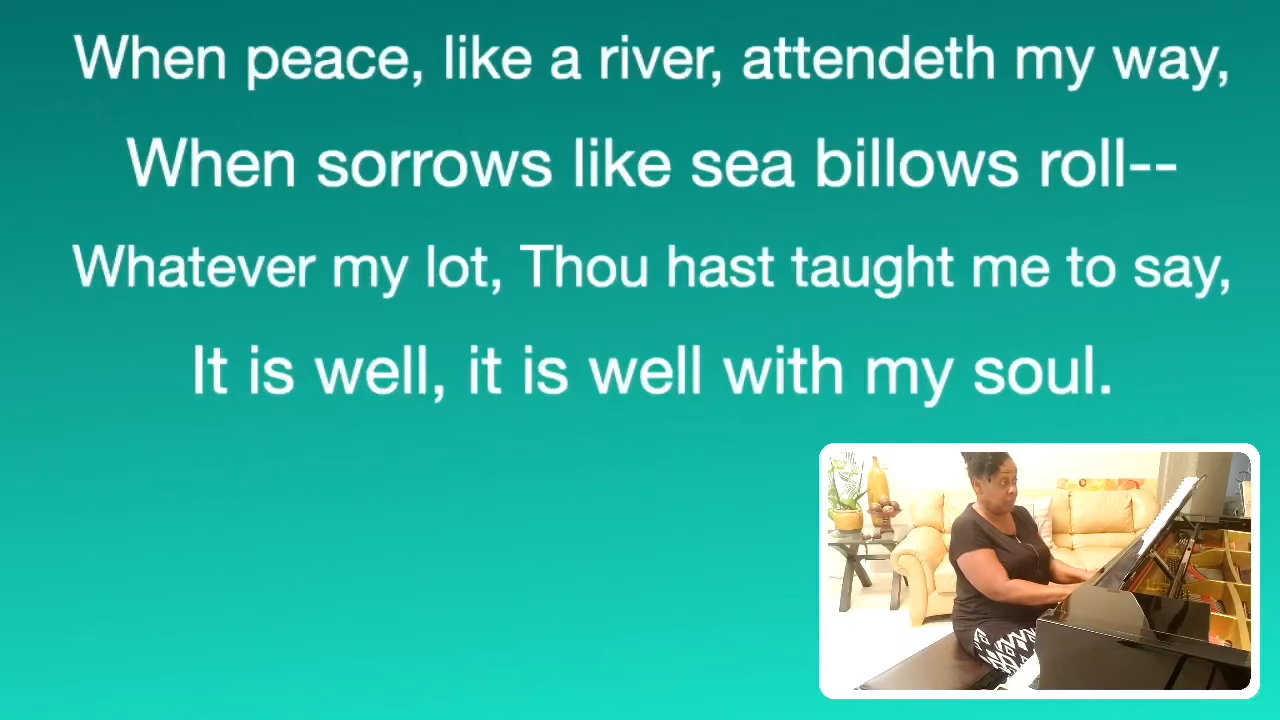 When peace, like a river, attendeth my way,
When sorrows like sea billows roll--
Whatever my lot, Thou hast taught me to say,
It is well, it is well with my soul.